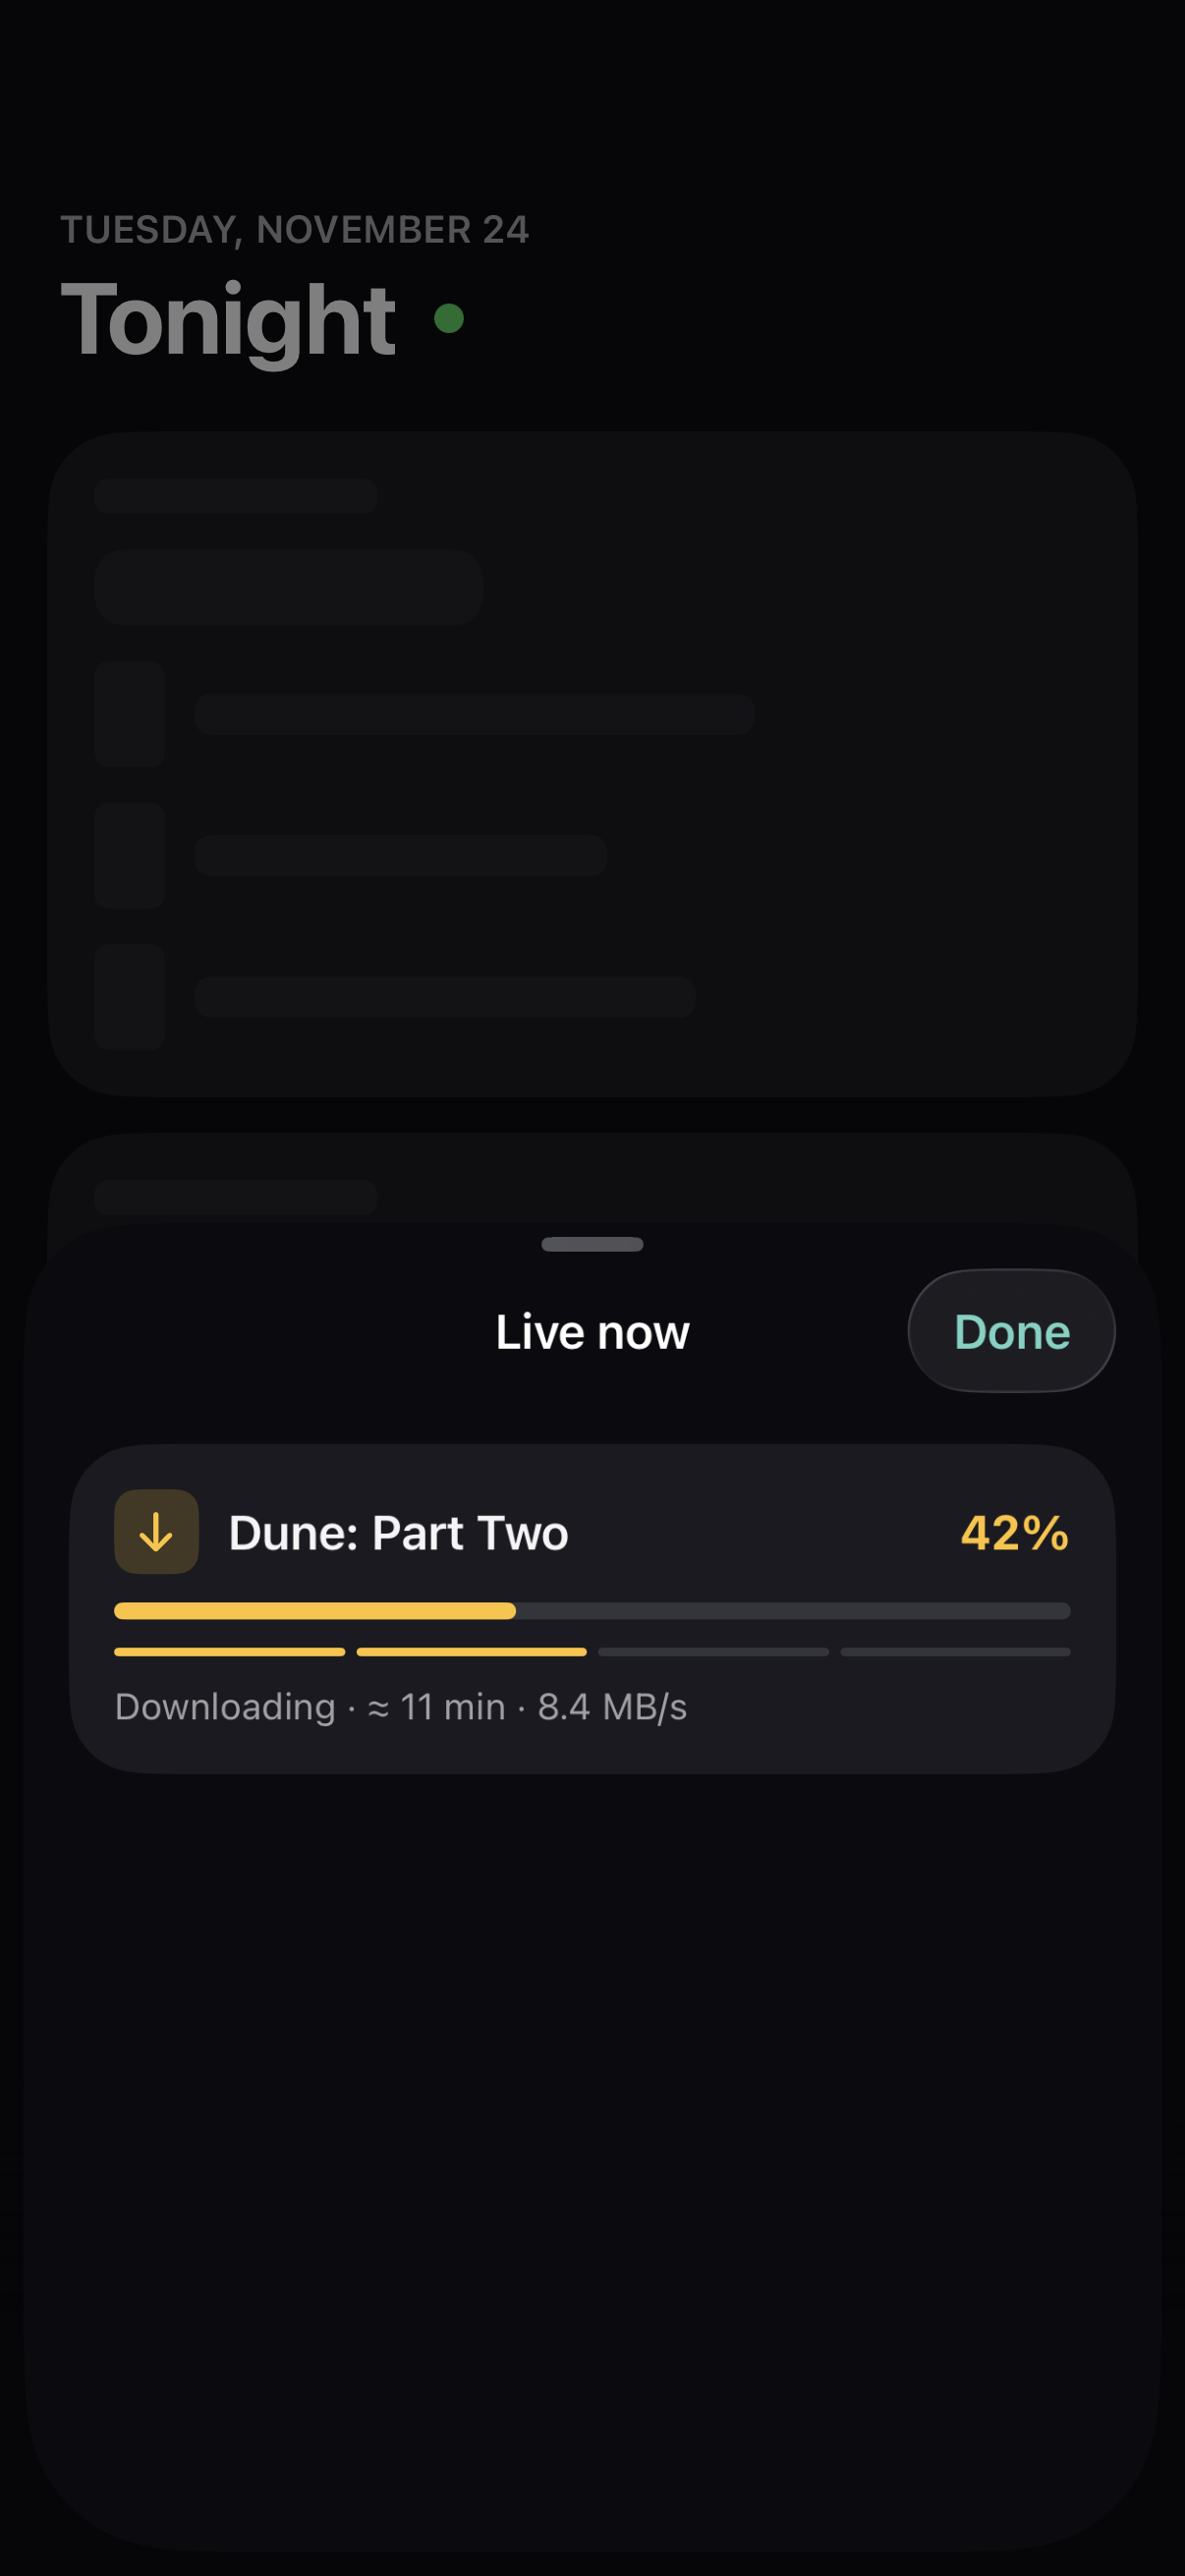 TUESDAY, NOVEMBER 24
Tonight
Live now
Done
Dune: Part Two
42%
Downloading · ≈ 11 min · 8.4 MB/s